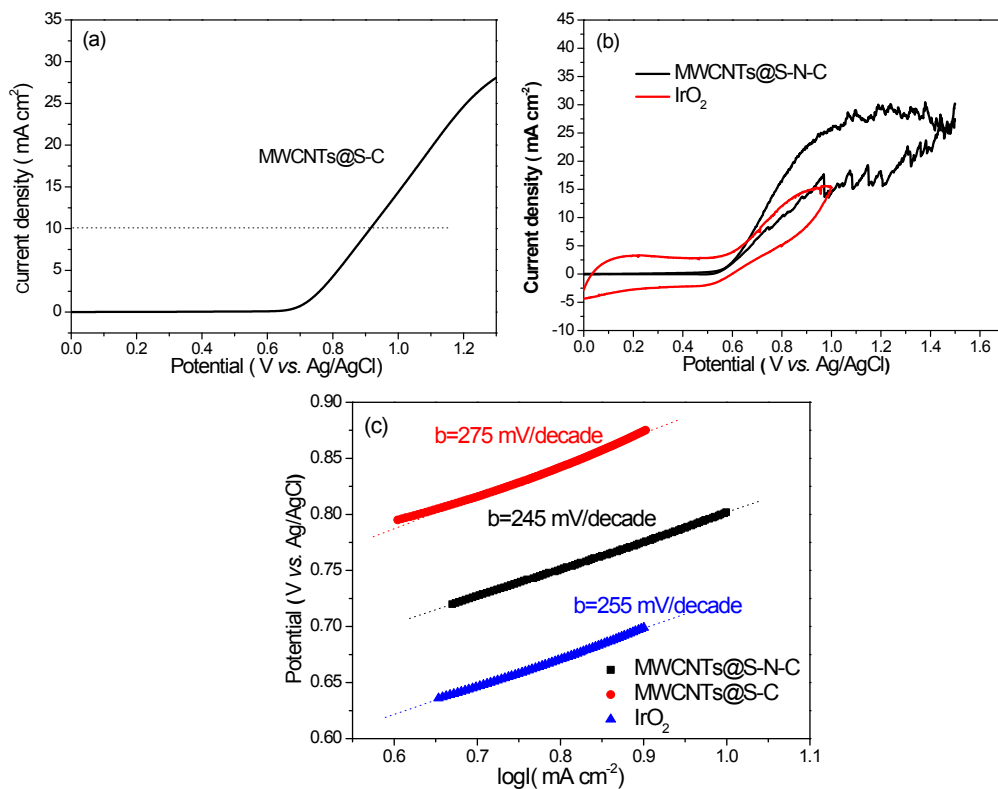 (a)
MWCNTs@S-C
current density ( mA cm²)
35
30
25
20
15
10
5
0
0.0 0.2 0.4 0.6 0.8 1.0 1.2
Potential ( V vs. Ag/AgCl)
(b)
MWCNTs@S-N-C
IrO₂
Current density ( mA cm⁻²)
40
35
30
25
20
15
10
5
0
-5
-10
0.0 0.2 0.4 0.6 0.8 1.0 1.2 1.4 1.6
Potential ( V vs. Ag/AgCl)
(c)
b=275 mV/decade
b=245 mV/decade
b=255 mV/decade
MWCNTs@S-N-C
MWCNTs@S-C
IrO₂
Potential ( V vs. Ag/AgCl)
0.90
0.85
0.80
0.75
0.70
0.65
0.60
0.6 0.7 0.8 0.9 1.0 1.1
logI( mA cm⁻²)